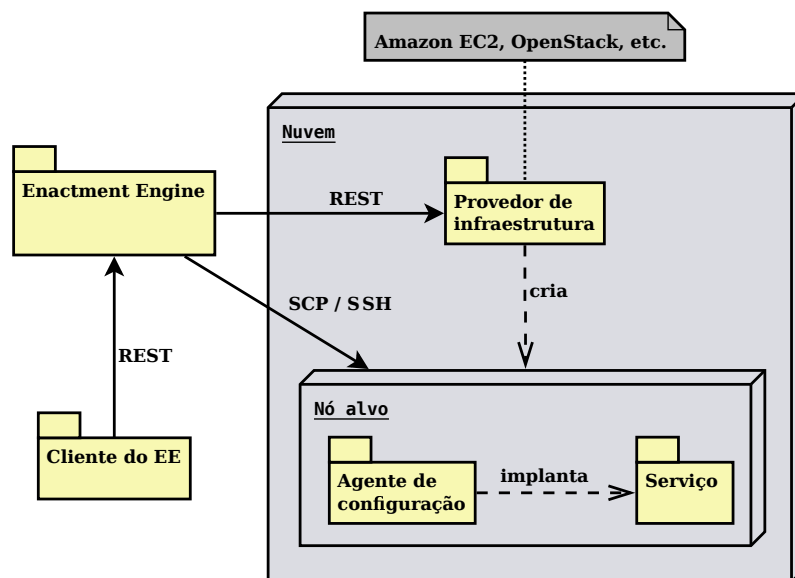 Amazon EC2, OpenStack, etc.
Nuvem
Enactment Engine
REST
Provedor de
infraestrutura
cria
SCP / SSH
REST
Nó alvo
Cliente do EE
Agente de
configuração
implanta
Serviço